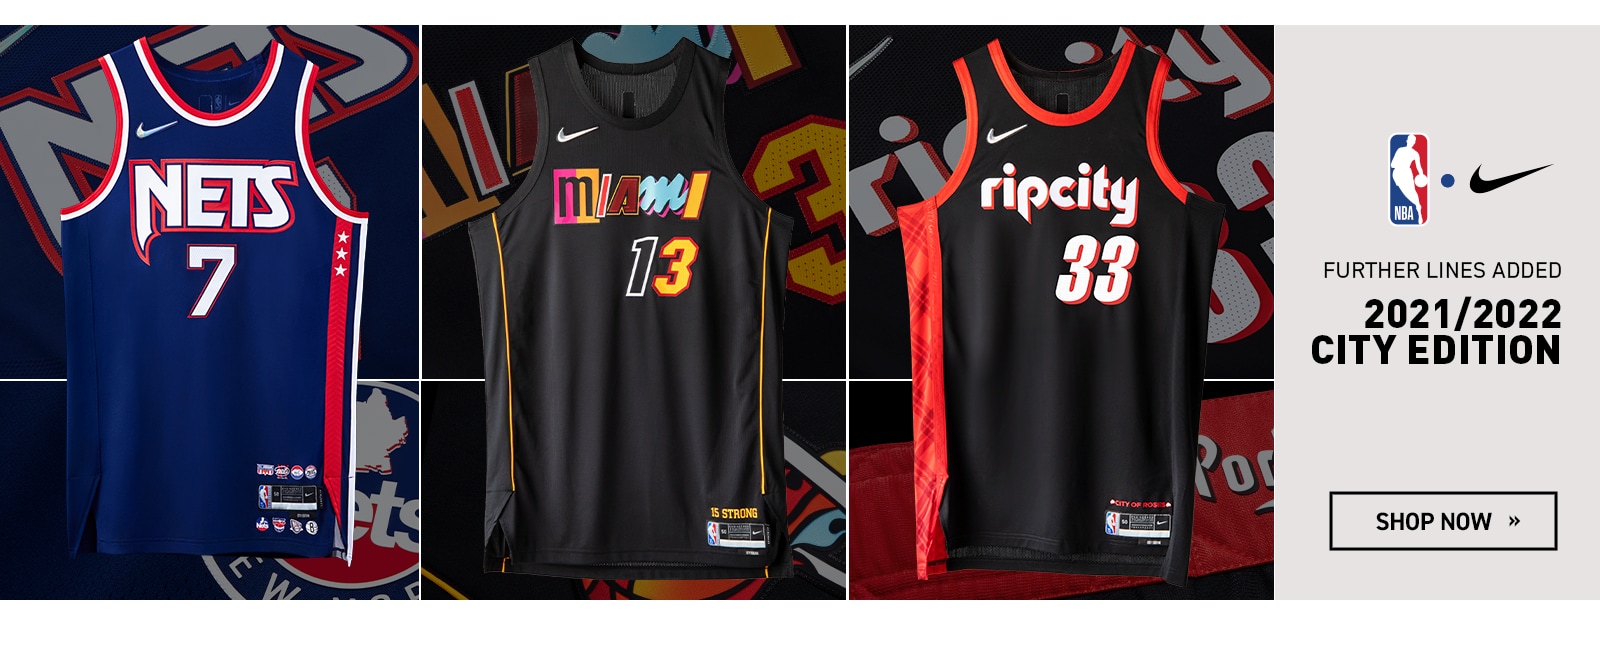 NETS
7
MIAMI
13
15 STRONG
ripcity
33
CITY OF ROSES
NBA
FURTHER LINES ADDED
2021/2022
CITY EDITION
SHOP NOW »